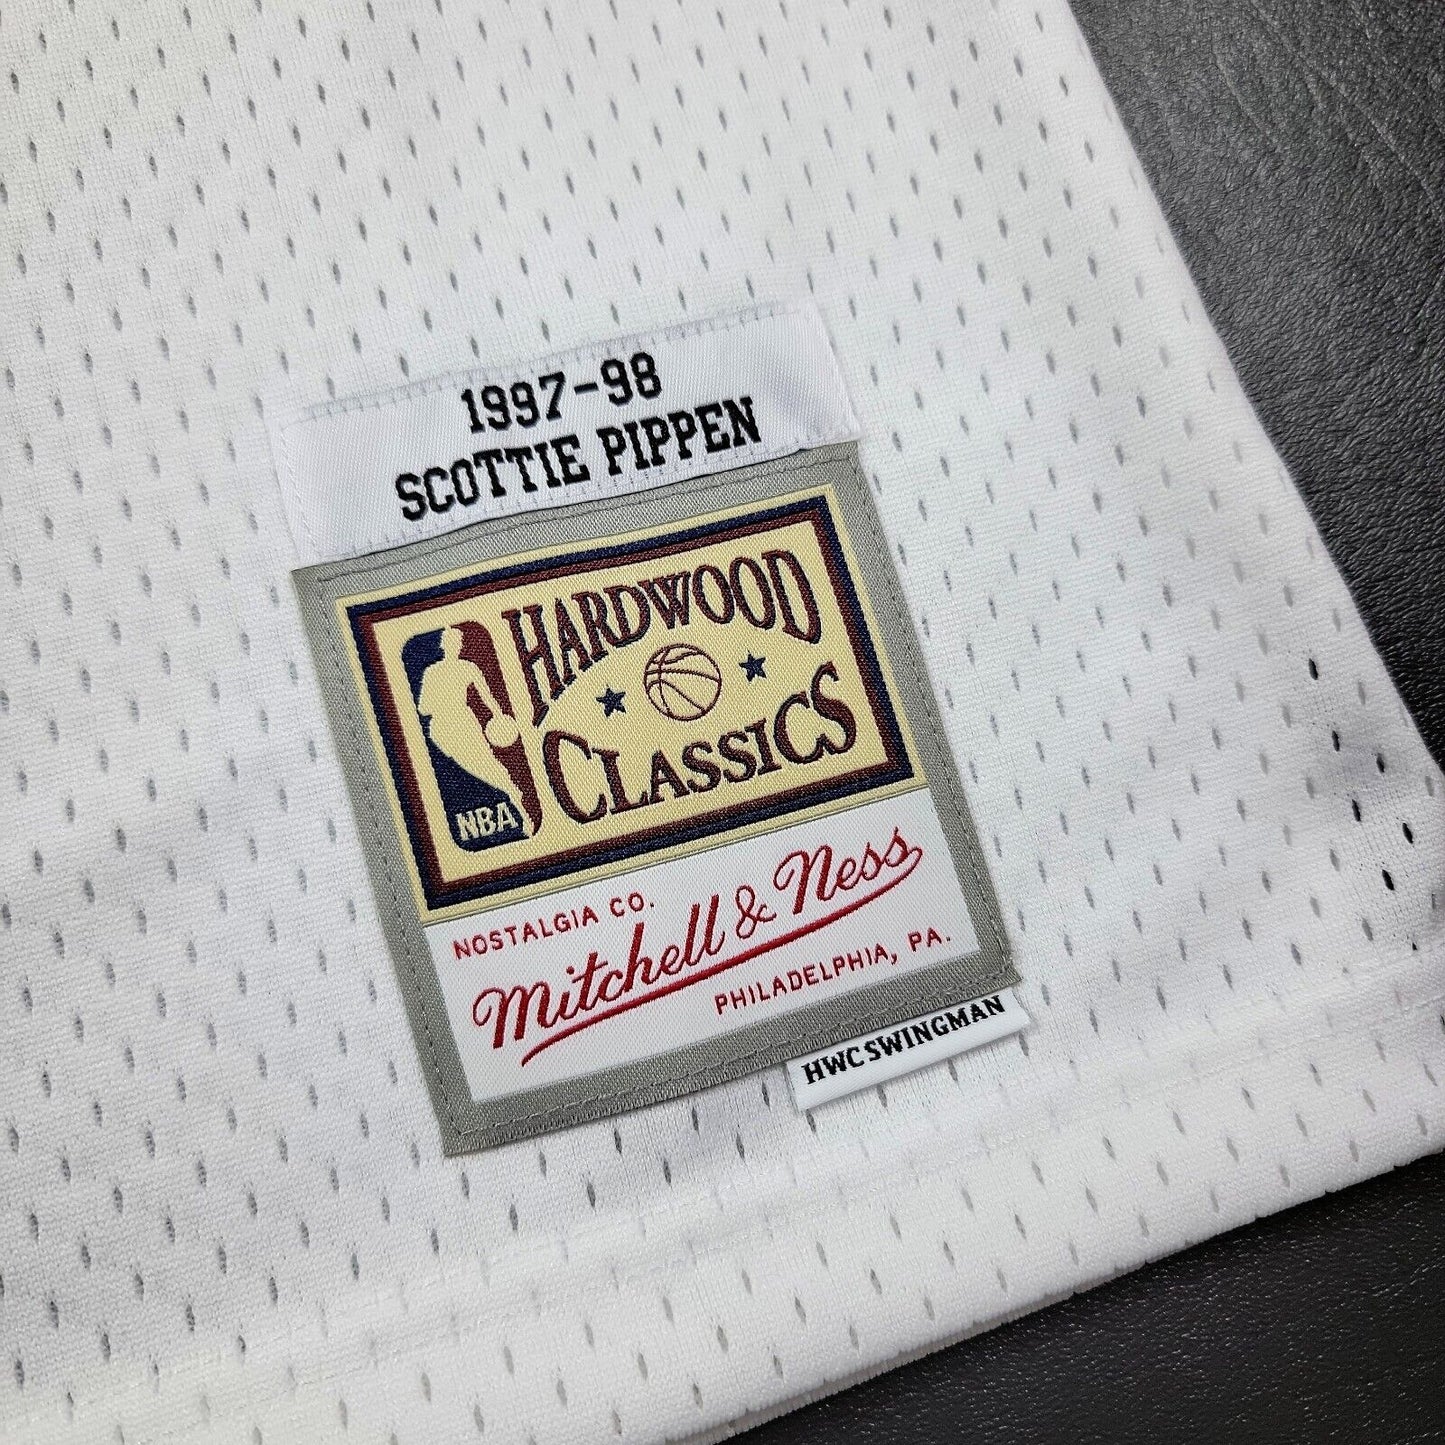 1997-98
SCOTTIE PIPPEN
HARDWOOD
CLASSICS
NBA
NOSTALGIA CO.
Mitchell & Ness
PHILADELPHIA, PA.
HWC SWINGMAN